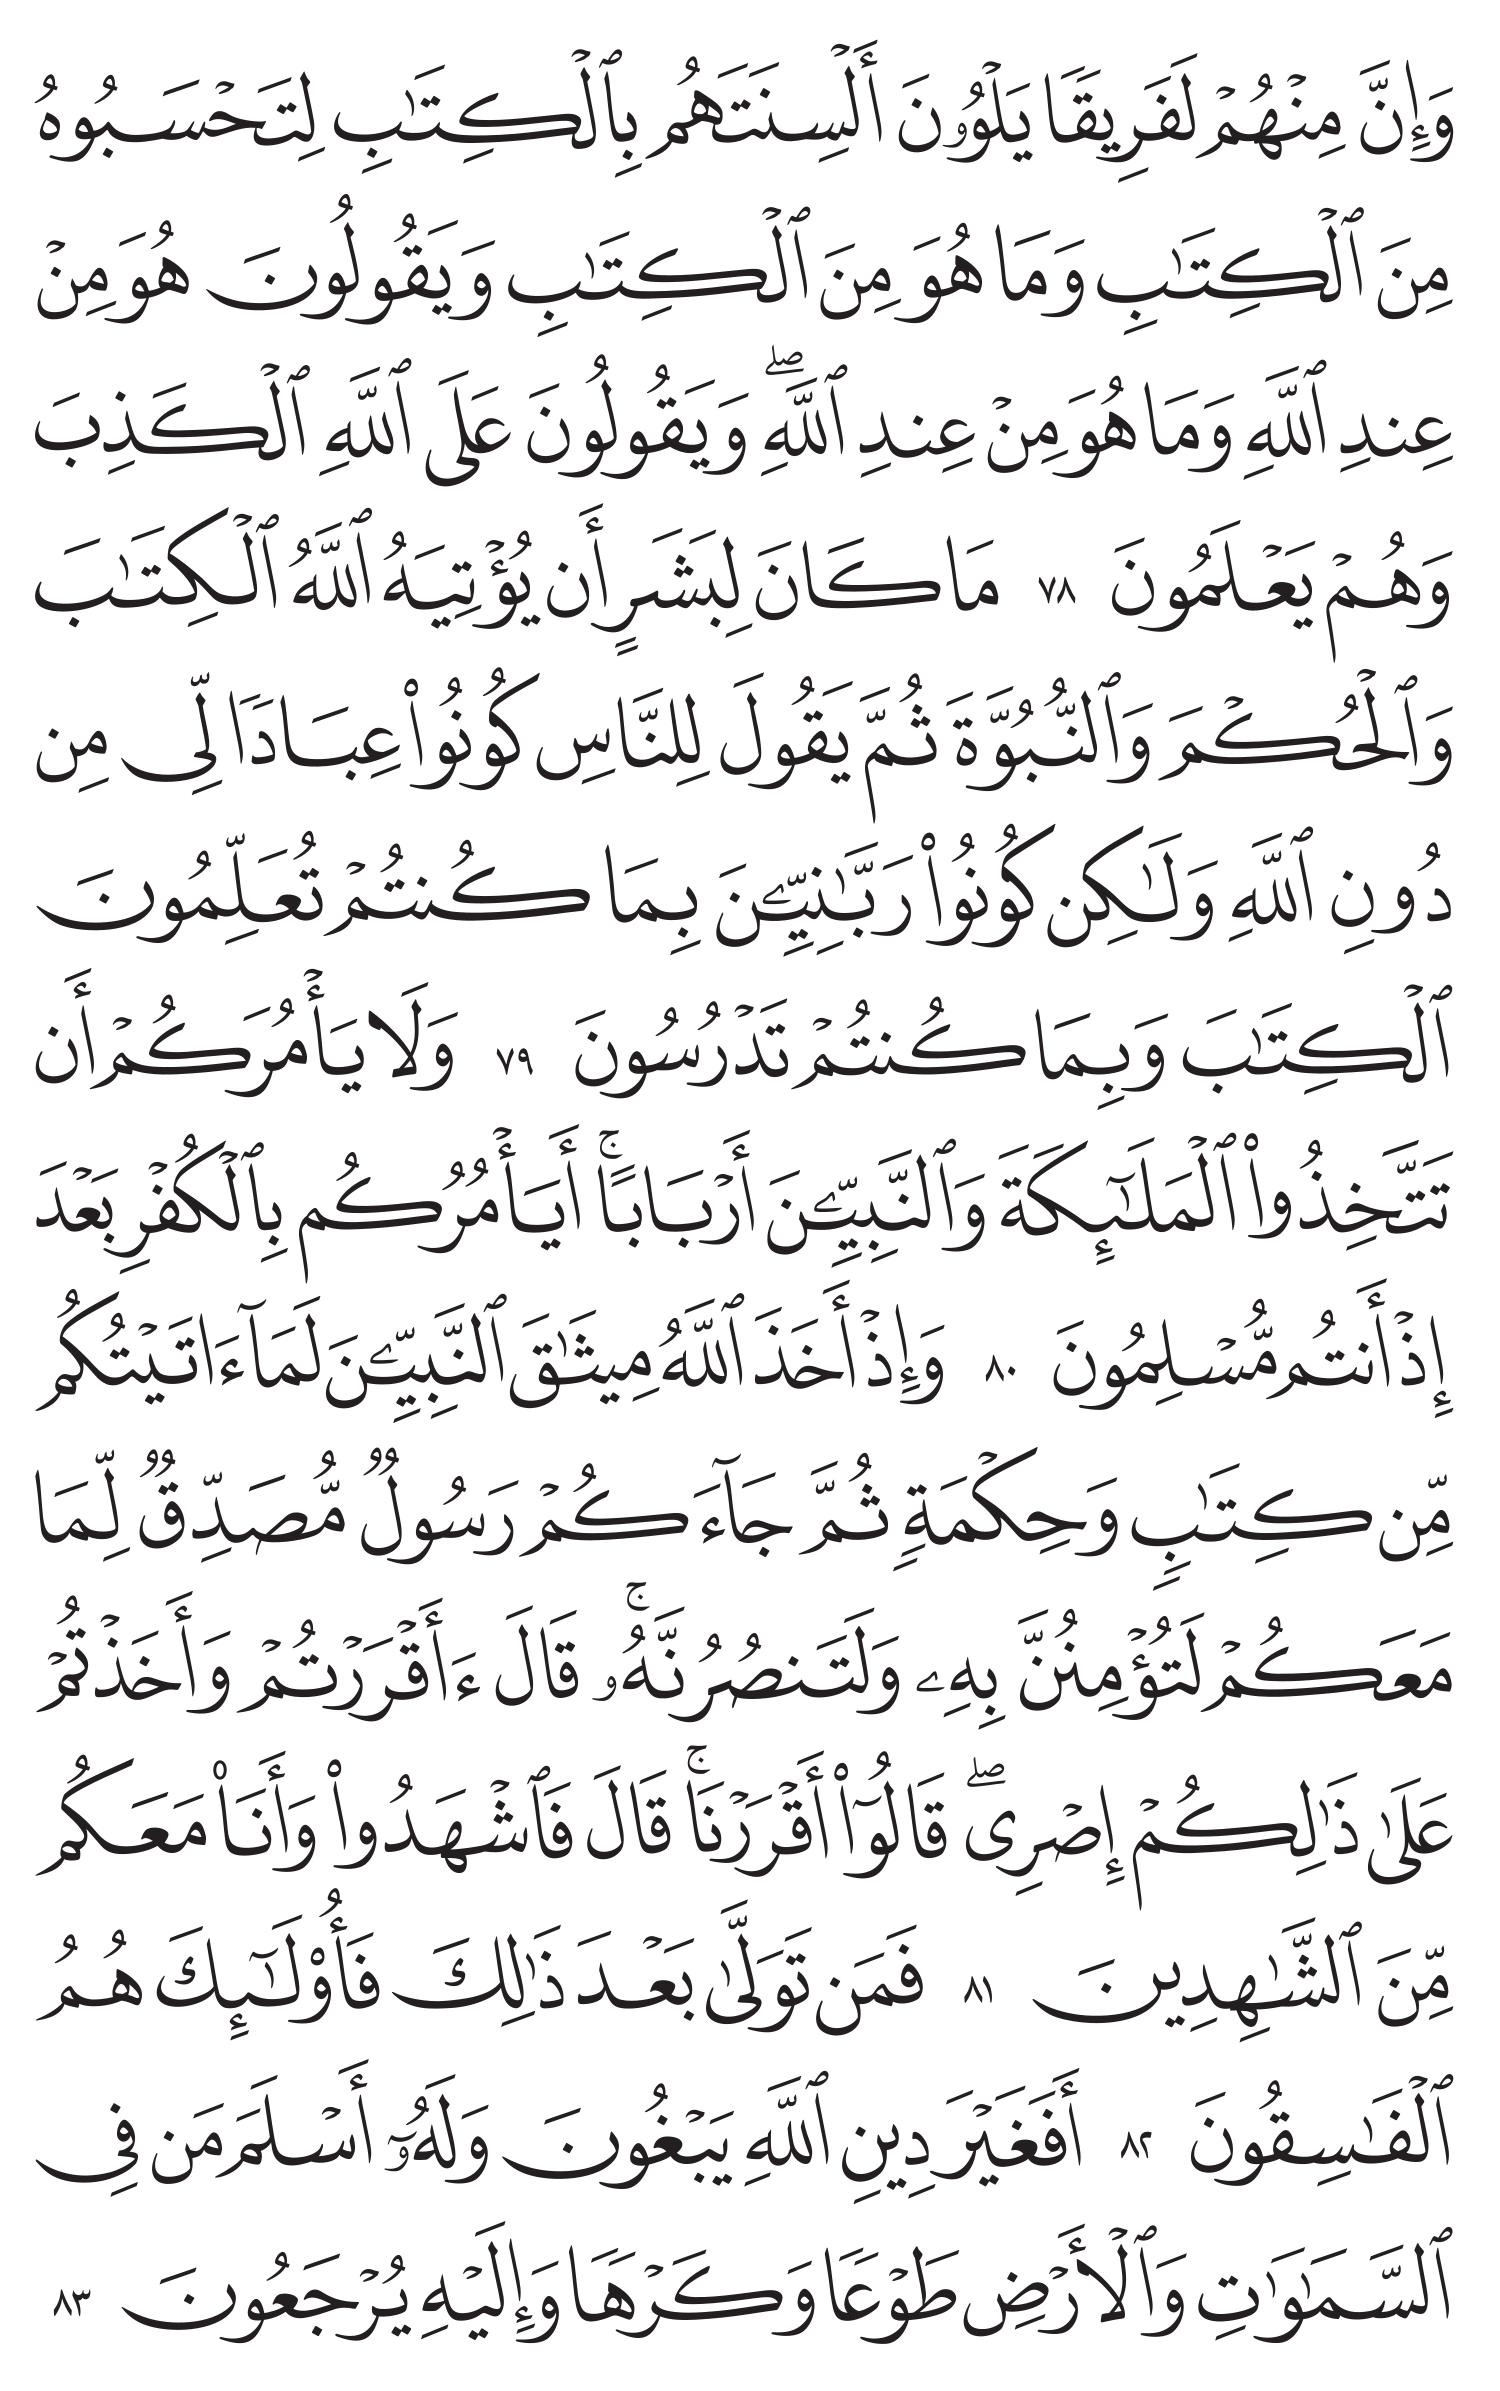 وَإِنَّ مِنۡهُمۡ لَفَرِيقٗا يَلۡوُۥنَ أَلۡسِنَتَهُم بِٱلۡكِتَٰبِ لِتَحۡسَبُوهُ
مِنَ ٱلۡكِتَٰبِ وَمَا هُوَ مِنَ ٱلۡكِتَٰبِ وَيَقُولُونَ هُوَ مِنۡ
عِندِ ٱللَّهِ وَمَا هُوَ مِنۡ عِندِ ٱللَّهِۖ وَيَقُولُونَ عَلَى ٱللَّهِ ٱلۡكَذِبَ
وَهُمۡ يَعۡلَمُونَ ٧٨ مَا كَانَ لِبَشَرٍ أَن يُؤۡتِيَهُ ٱللَّهُ ٱلۡكِتَٰبَ
وَٱلۡحُكۡمَ وَٱلنُّبُوَّةَ ثُمَّ يَقُولَ لِلنَّاسِ كُونُواْ عِبَادٗا لِّي مِن
دُونِ ٱللَّهِ وَلَٰكِن كُونُواْ رَبَّٰنِيِّـۧنَ بِمَا كُنتُمۡ تُعَلِّمُونَ
ٱلۡكِتَٰبَ وَبِمَا كُنتُمۡ تَدۡرُسُونَ ٧٩ وَلَا يَأۡمُرَكُمۡ أَن
تَتَّخِذُواْ ٱلۡمَلَٰٓئِكَةَ وَٱلنَّبِيِّـۧنَ أَرۡبَابًاۚ أَيَأۡمُرُكُم بِٱلۡكُفۡرِ بَعۡدَ
إِذۡ أَنتُم مُّسۡلِمُونَ ٨٠ وَإِذۡ أَخَذَ ٱللَّهُ مِيثَٰقَ ٱلنَّبِيِّـۧنَ لَمَآ ءَاتَيۡتُكُم
مِّن كِتَٰبٖ وَحِكۡمَةٖ ثُمَّ جَآءَكُمۡ رَسُولٞ مُّصَدِّقٞ لِّمَا
مَعَكُمۡ لَتُؤۡمِنُنَّ بِهِۦ وَلَتَنصُرُنَّهُۥۚ قَالَ ءَأَقۡرَرۡتُمۡ وَأَخَذۡتُمۡ
عَلَىٰ ذَٰلِكُمۡ إِصۡرِيۖ قَالُوٓاْ أَقۡرَرۡنَاۚ قَالَ فَٱشۡهَدُواْ وَأَنَا۠ مَعَكُم
مِّنَ ٱلشَّٰهِدِينَ ٨١ فَمَن تَوَلَّىٰ بَعۡدَ ذَٰلِكَ فَأُوْلَٰٓئِكَ هُمُ
ٱلۡفَٰسِقُونَ ٨٢ أَفَغَيۡرَ دِينِ ٱللَّهِ يَبۡغُونَ وَلَهُۥٓ أَسۡلَمَ مَن فِي
ٱلسَّمَٰوَٰتِ وَٱلۡأَرۡضِ طَوۡعٗا وَكَرۡهٗا وَإِلَيۡهِ يُرۡجَعُونَ ٨٣